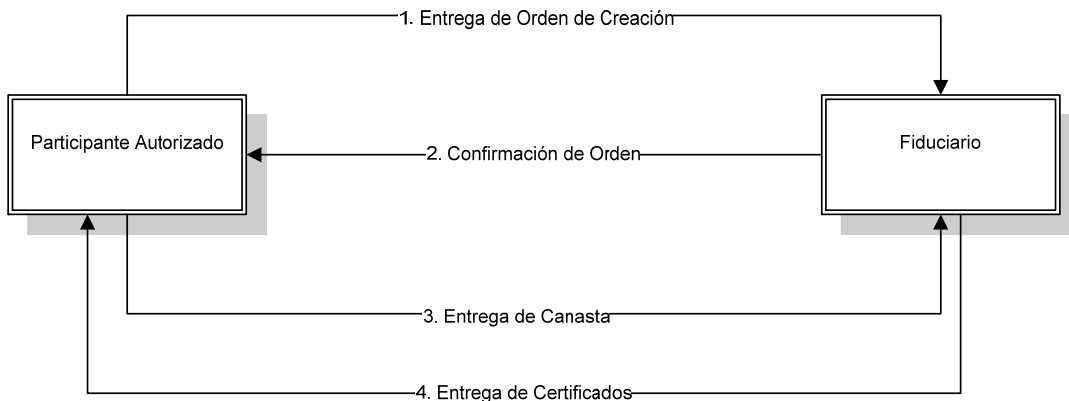 1. Entrega de Orden de Creación
Participante Autorizado
Fiduciario
2. Confirmación de Orden
3. Entrega de Canasta
4. Entrega de Certificados